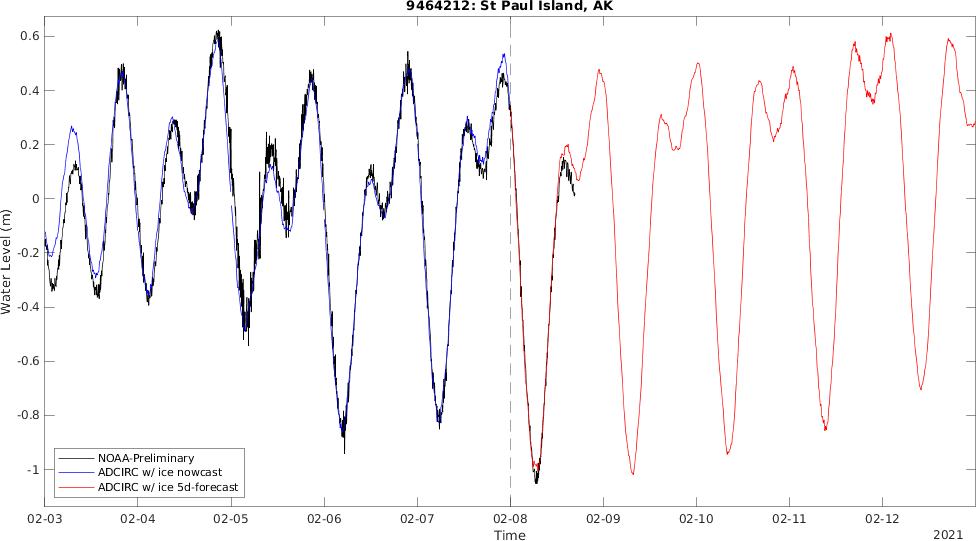 9464212: St Paul Island, AK
0.6
0.4
0.2
0
-0.2
-0.4
-0.6
-0.8
-1
Water Level (m)
NOAA-Preliminary
ADCIRC w/ ice nowcast
ADCIRC w/ ice 5d-forecast
02-03 02-04 02-05 02-06 02-07 02-08 02-09 02-10 02-11 02-12
Time
2021